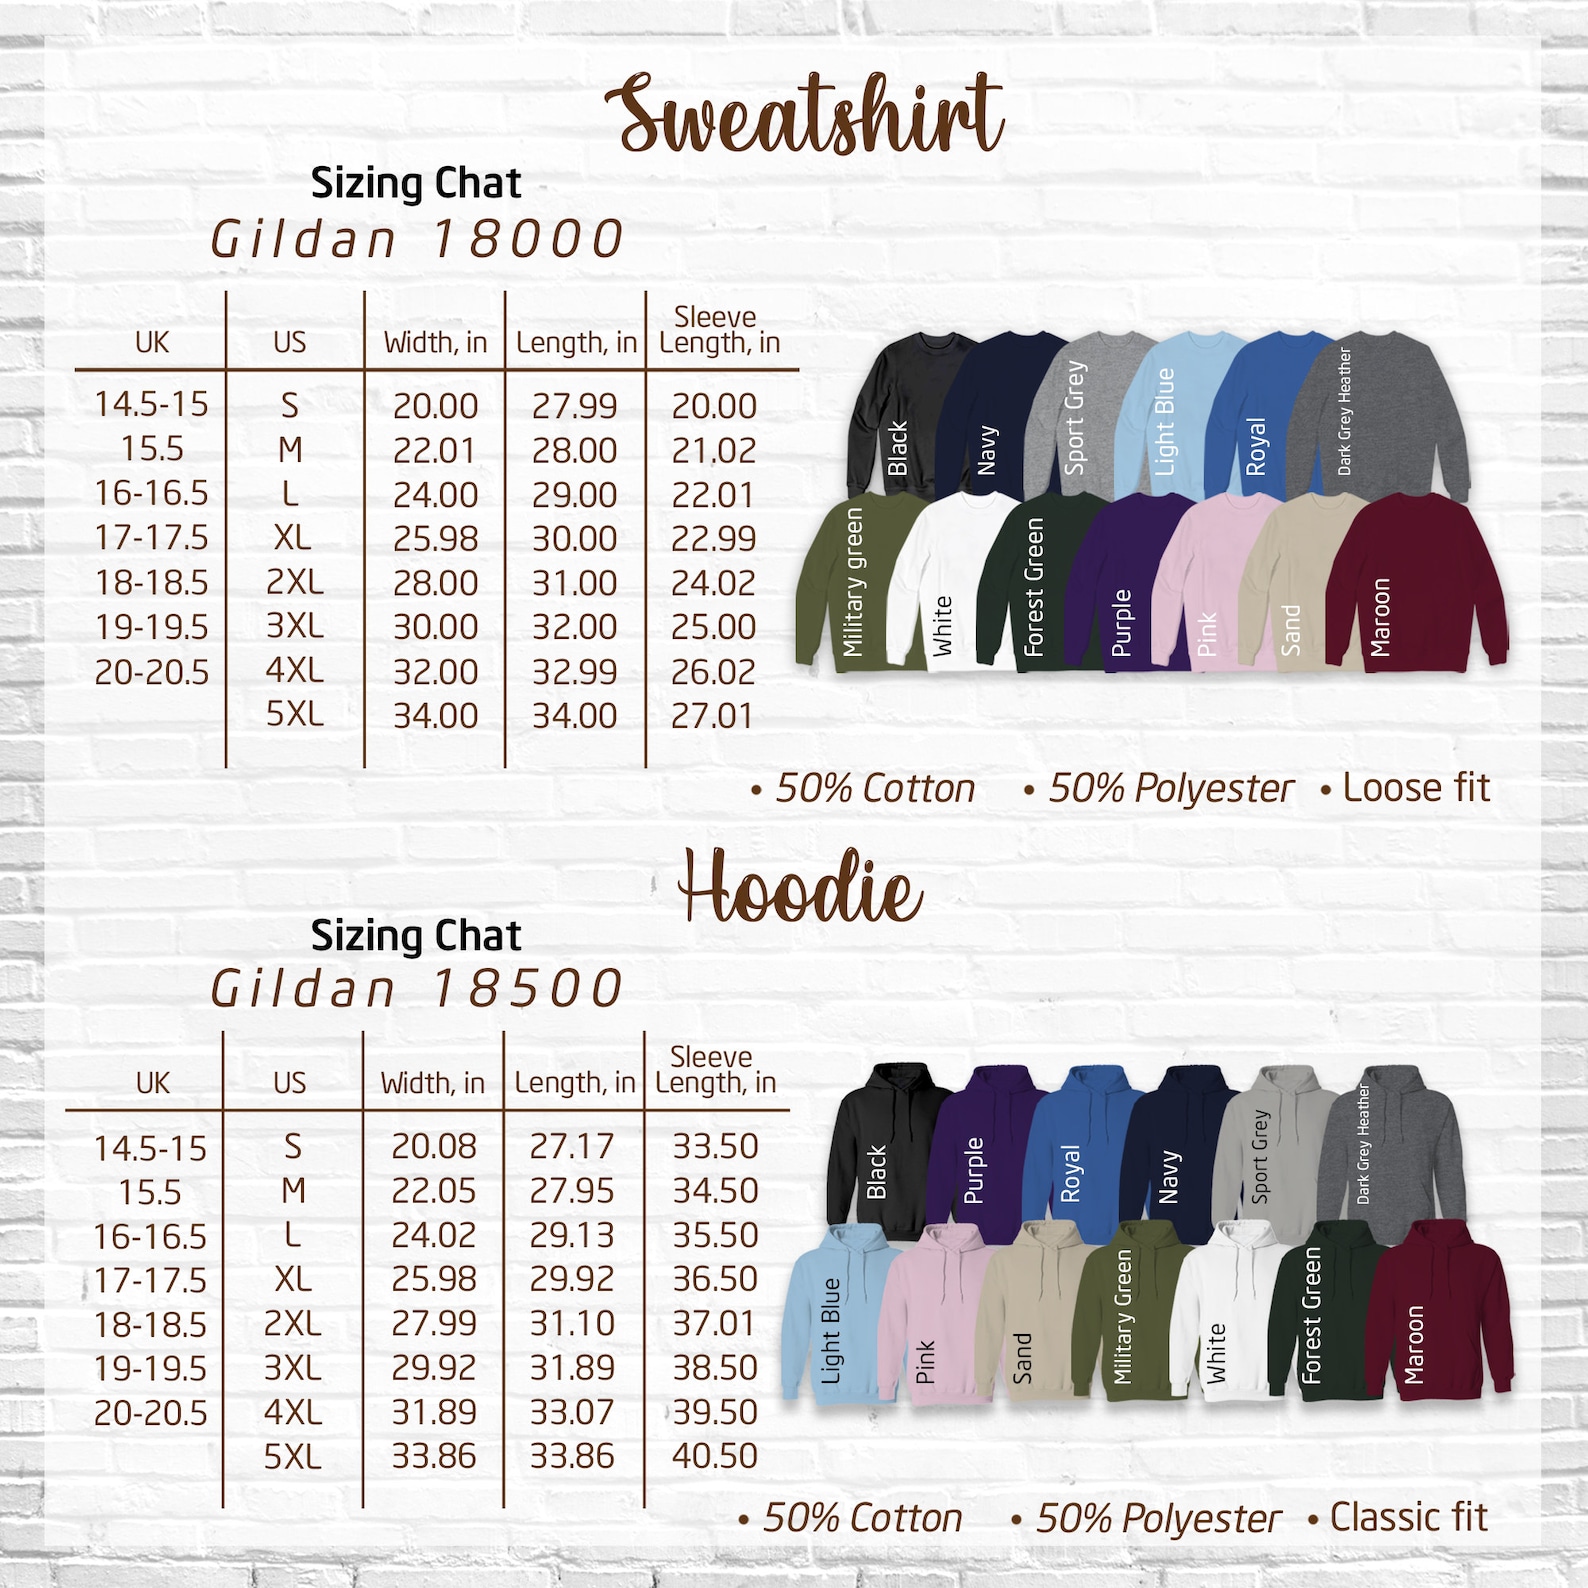 Sweatshirt
Sizing Chat
Gildan 18000
UK US Width, in Length, in Sleeve Length, in
14.5-15 S 20.00 27.99 20.00
15.5 M 22.01 28.00 21.02
16-16.5 L 24.00 29.00 22.01
17-17.5 XL 25.98 30.00 22.99
18-18.5 2XL 28.00 31.00 24.02
19-19.5 3XL 30.00 32.00 25.00
20-20.5 4XL 32.00 32.99 26.02
5XL 34.00 34.00 27.01
Black
Navy
Sport Grey
Light Blue
Royal
Dark Grey Heather
Military green
White
Forest Green
Purple
Pink
Sand
Maroon
• 50% Cotton • 50% Polyester • Loose fit
Hoodie
Sizing Chat
Gildan 18500
UK US Width, in Length, in Sleeve Length, in
14.5-15 S 20.08 27.17 33.50
15.5 M 22.05 27.95 34.50
16-16.5 L 24.02 29.13 35.50
17-17.5 XL 25.98 29.92 36.50
18-18.5 2XL 27.99 31.10 37.01
19-19.5 3XL 29.92 31.89 38.50
20-20.5 4XL 31.89 33.07 39.50
5XL 33.86 33.86 40.50
Black
Purple
Royal
Navy
Sport Grey
Dark Grey Heather
Light Blue
Pink
Sand
Military Green
White
Forest Green
Maroon
• 50% Cotton • 50% Polyester • Classic fit